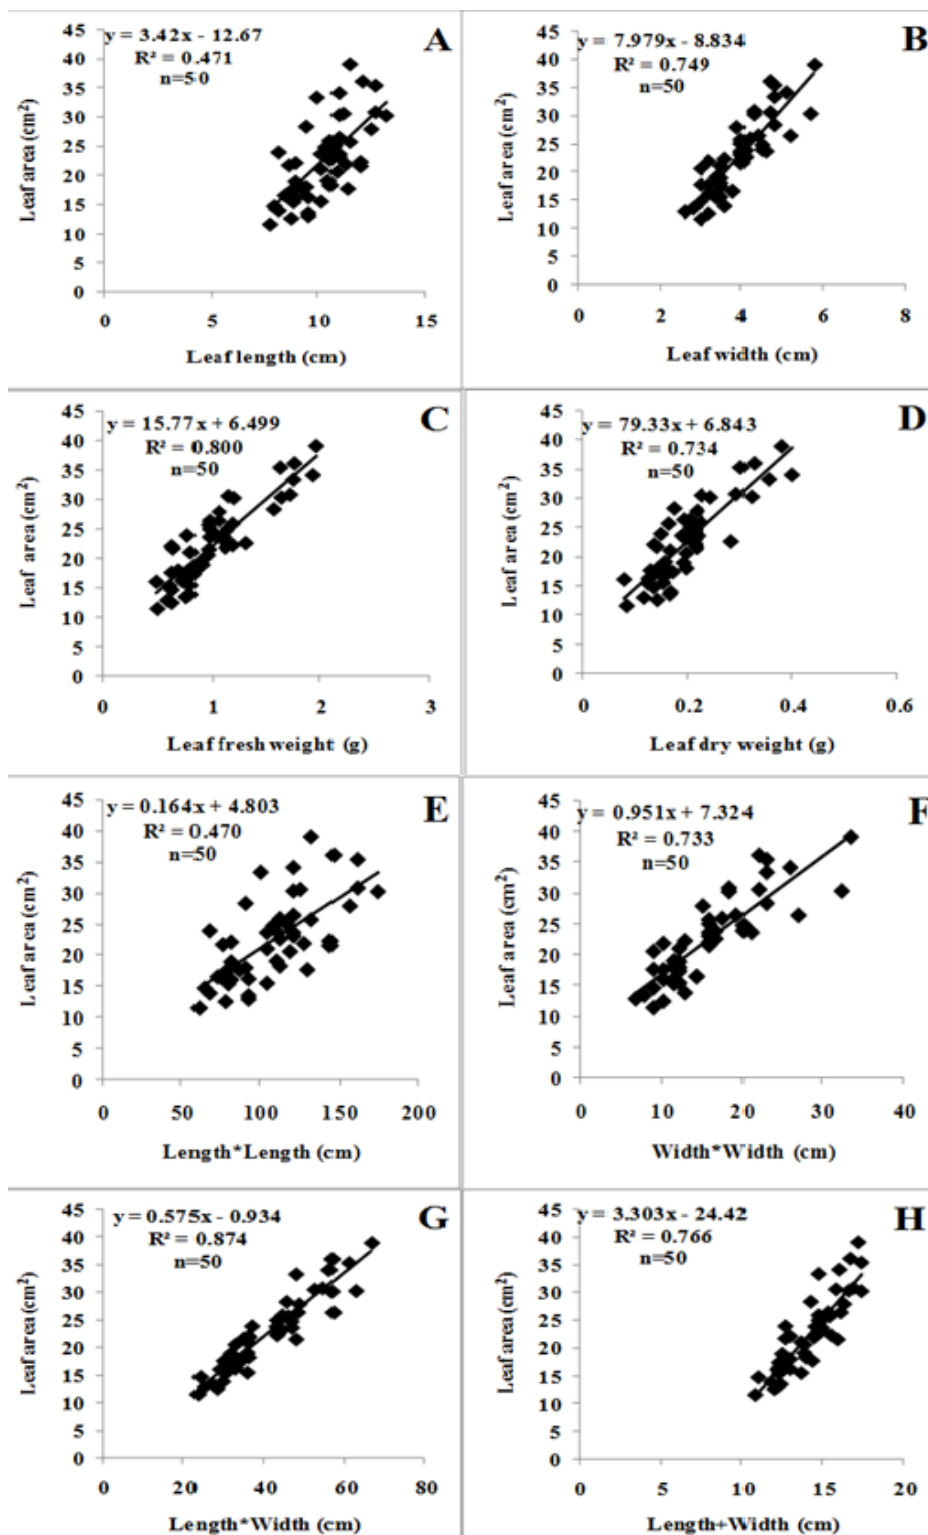 y = 3.42x - 12.67
R² = 0.471
n=50
A
45
40
35
30
25
20
15
10
5
0
Leaf area (cm²)
0 5 10 15
Leaf length (cm)
y = 7.979x - 8.834
R² = 0.749
n=50
B
45
40
35
30
25
20
15
10
5
0
Leaf area (cm²)
0 2 4 6 8
Leaf width (cm)
y = 15.77x + 6.499
R² = 0.800
n=50
C
45
40
35
30
25
20
15
10
5
0
Leaf area (cm²)
0 1 2 3
Leaf fresh weight (g)
y = 79.33x + 6.843
R² = 0.734
n=50
D
45
40
35
30
25
20
15
10
5
0
Leaf area (cm²)
0 0.2 0.4 0.6
Leaf dry weight (g)
y = 0.164x + 4.803
R² = 0.470
n=50
E
45
40
35
30
25
20
15
10
5
0
Leaf area (cm²)
0 50 100 150 200
Length*Length (cm)
y = 0.951x + 7.324
R² = 0.733
n=50
F
45
40
35
30
25
20
15
10
5
0
Leaf area (cm²)
0 10 20 30 40
Width*Width (cm)
y = 0.575x - 0.934
R² = 0.874
n=50
G
45
40
35
30
25
20
15
10
5
0
Leaf area(cm²)
0 20 40 60 80
Length*Width (cm)
y = 3.303x - 24.42
R² = 0.766
n=50
H
45
40
35
30
25
20
15
10
5
0
Leaf area(cm²)
0 10 15 20
Length+Width (cm)